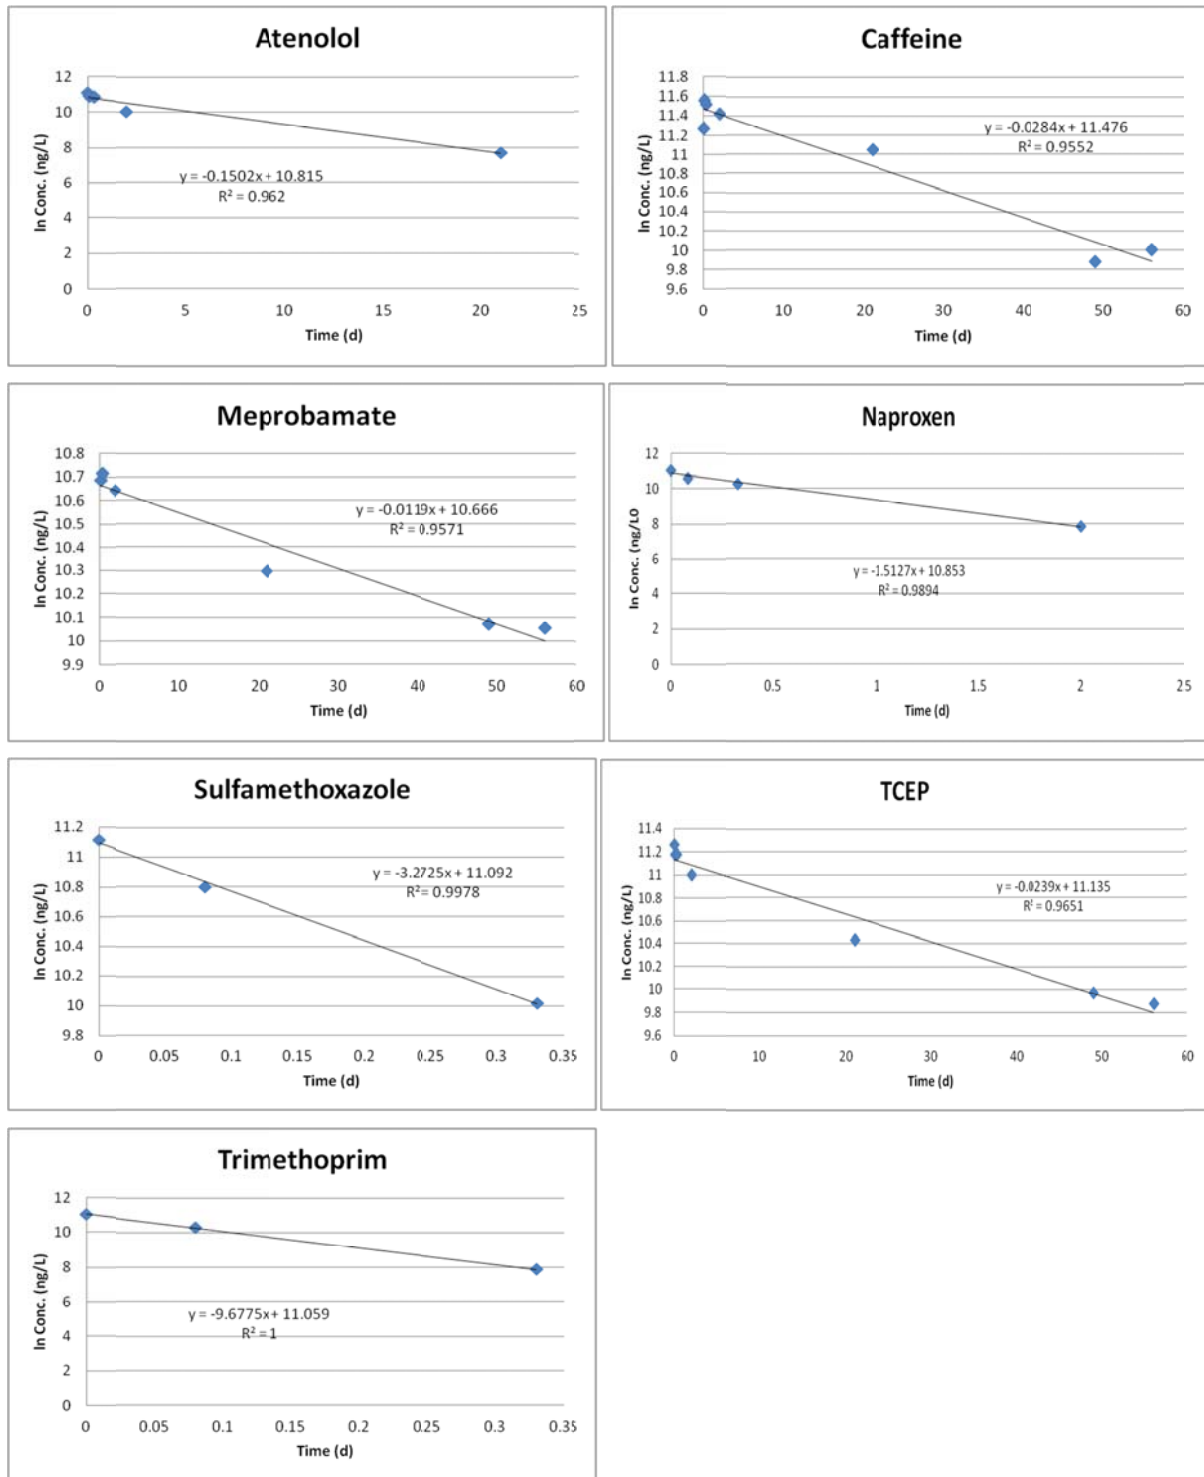 Atenolol
12
10
8
6
4
2
0
ln Conc. (ng/L)
y = -0.1502x + 10.815
R² = 0.962
0 5 10 15 20 25
Time (d)
Caffeine
11.8
11.6
11.4
11.2
11
10.8
10.6
10.4
10.2
10
9.8
9.6
ln Conc. (ng/L)
y = -0.0284x + 11.476
R² = 0.9552
0 10 20 30 40 50 60
Time (d)
Meprobamate
10.8
10.7
10.6
10.5
10.4
10.3
10.2
10.1
10
9.9
ln Conc. (ng/L)
y = -0.0119x + 10.666
R² = 0.9571
0 10 20 30 40 50 60
Time (d)
Naproxen
12
10
8
6
4
2
0
ln Conc. (ng/L0
y = -1.5127x + 10.853
R² = 0.9894
0 0.5 1 1.5 2 25
Time (d)
Sulfamethoxazole
11.2
11
10.8
10.6
10.4
10.2
10
9.8
ln Conc. (ng/L)
y = -3.2725x + 11.092
R² = 0.9978
0 0.05 0.1 0.15 0.2 0.25 0.3 0.35
Time (d)
TCEP
11.4
11.2
11
10.8
10.6
10.4
10.2
10
9.8
9.6
ln Conc. (ng/L)
y = -0.0239x + 11.135
R² = 0.9651
0 10 20 30 40 50 60
Time (d)
Trimethoprim
12
10
8
6
4
2
0
ln Conc. (ng/L)
y = -9.6775x + 11.059
R² = 1
0 0.05 0.1 0.15 0.2 0.25 0.3 0.35
Time (d)